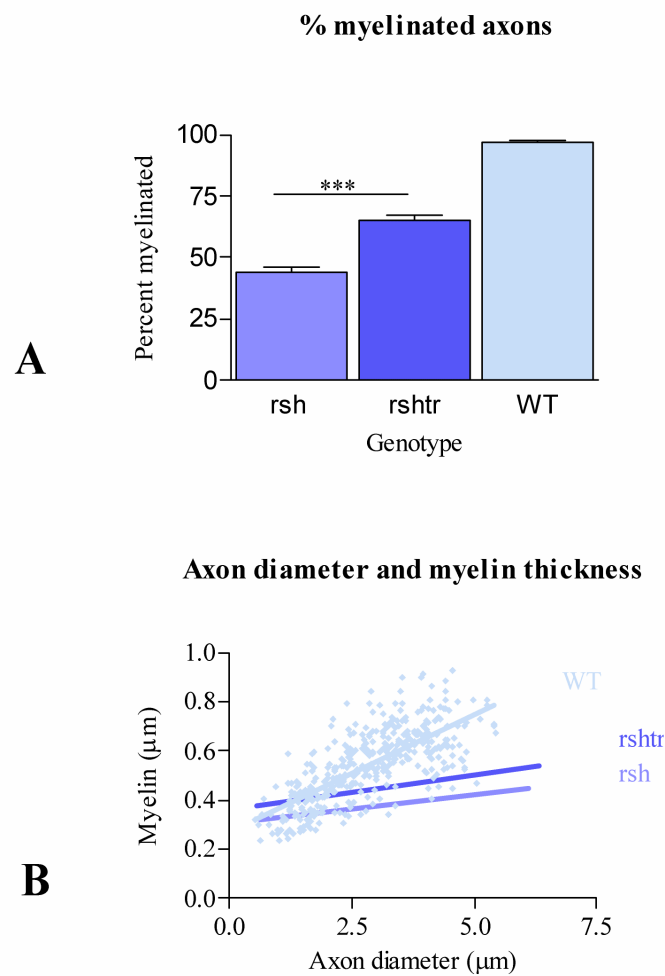 % myelinated axons
Percent myelinated
100
75
50
25
0
***
rsh rshtr WT
Genotype
A
Axon diameter and myelin thickness
Myelin (µm)
1.0
0.8
0.6
0.4
0.2
0.0
WT
rshtr
rsh
0.0 2.5 5.0 7.5
Axon diameter (µm)
B